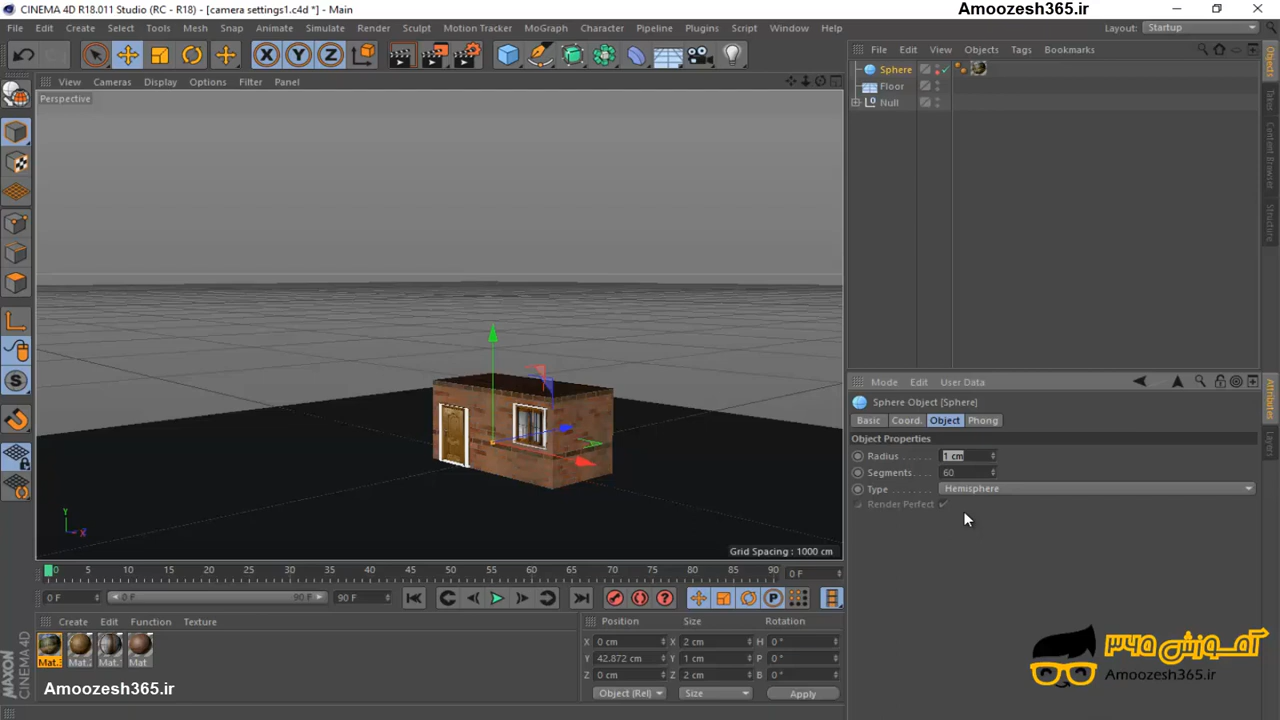 CINEMA 4D R18.011 Studio (RC - R18) - [camera settings1.c4d *] - Main
Amoozesh365.ir
File Edit Create Select Tools Mesh Snap Animate Simulate Render Sculpt Motion Tracker MoGraph Character Pipeline Plugins Script Window Help
Layout: Startup
X Y Z
File Edit View Objects Tags Bookmarks
View Cameras Display Options Filter Panel
Perspective
Sphere
Floor
Null
Objects
Takes
Content Browser
Structure
Mode Edit User Data
Sphere Object [Sphere]
Basic Coord. Object Phong
Object Properties
Radius 1 cm
Segments 60
Type Hemisphere
Render Perfect
Attributes
Layers
Y
X
Grid Spacing : 1000 cm
0 5 10 15 20 25 30 35 40 45 50 55 60 65 70 75 80 85 90 0 F
0 F 0 F 90 F 90 F
Create Edit Function Texture
Mat. Mat. Mat. Mat
Position Size Rotation
X 0 cm X 2 cm H 0 °
Y 42.872 cm Y 1 cm P 0 °
Z 0 cm Z 2 cm B 0 °
Object (Rel) Size Apply
MAXON
CINEMA 4D
Amoozesh365.ir
آموزش ۳۶۵
Amoozesh365.ir